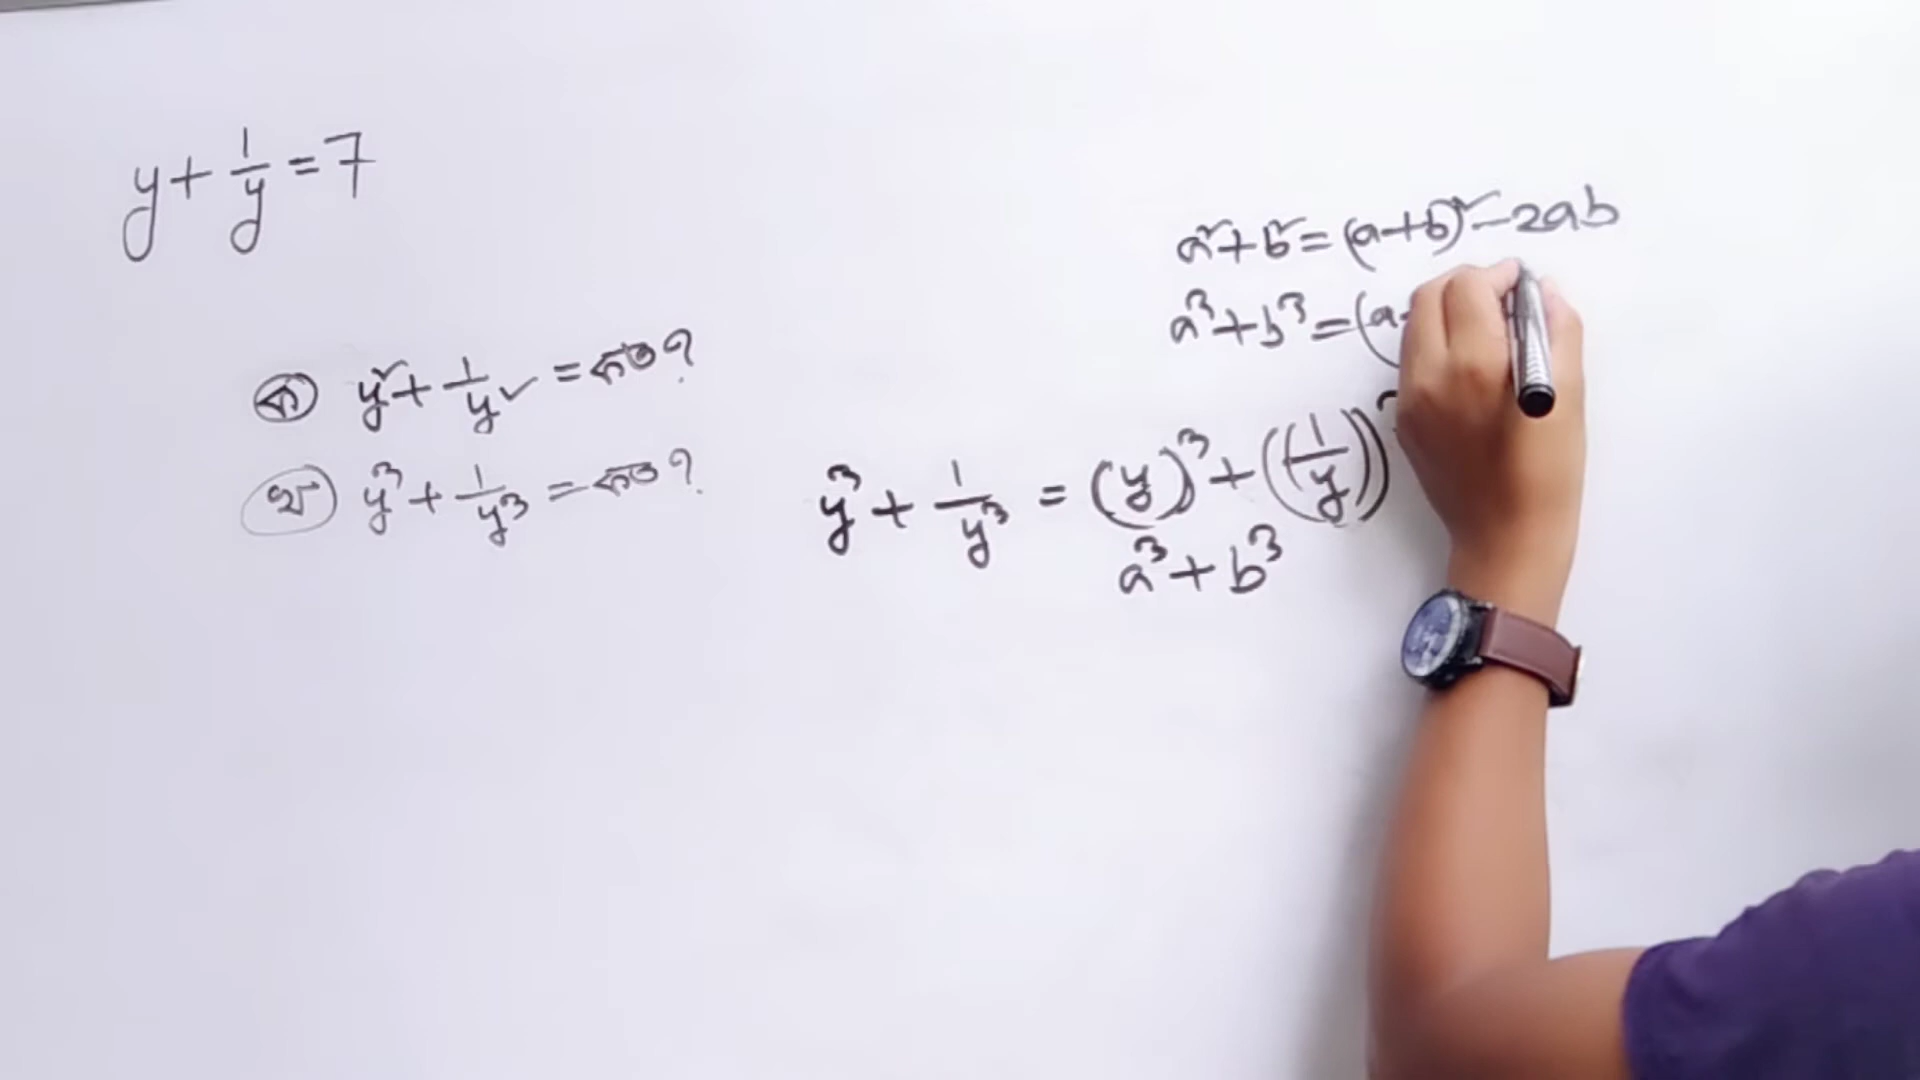 y + 1/y = 7
a² + b² = (a+b)² - 2ab
a³ + b³ = (a
ক y² + 1/y² = কত?
খ y³ + 1/y³ = কত?
y³ + 1/y³ = (y)³ + (1/y)³
a³ + b³